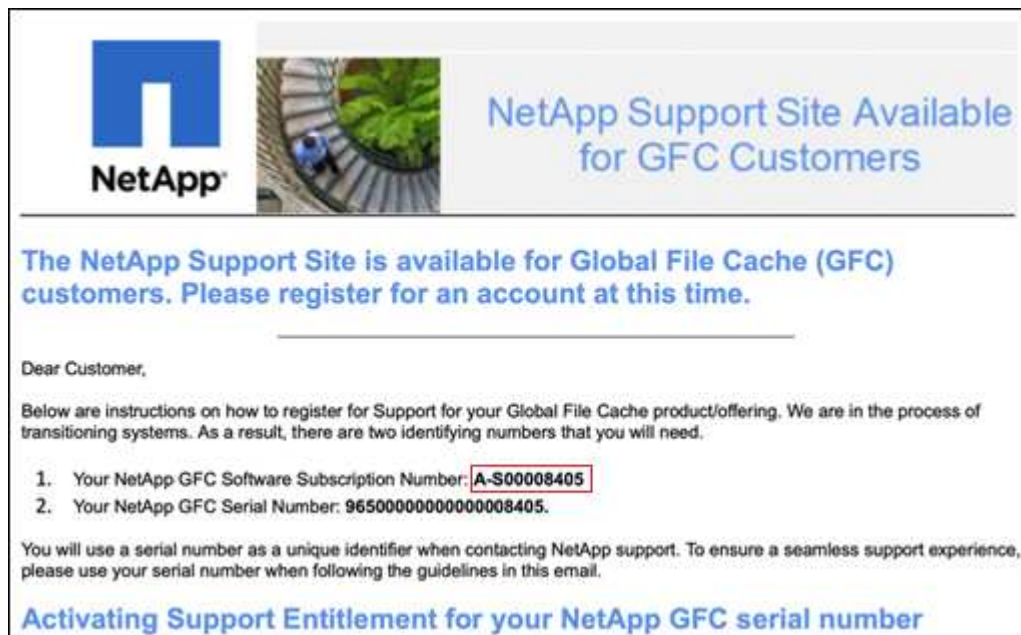 NetApp
NetApp Support Site Available
for GFC Customers
The NetApp Support Site is available for Global File Cache (GFC)
customers. Please register for an account at this time.
Dear Customer,
Below are instructions on how to register for Support for your Global File Cache product/offering. We are in the process of
transitioning systems. As a result, there are two identifying numbers that you will need.
1. Your NetApp GFC Software Subscription Number: A-S00008405
2. Your NetApp GFC Serial Number: 96500000000000008405.
You will use a serial number as a unique identifier when contacting NetApp support. To ensure a seamless support experience,
please use your serial number when following the guidelines in this email.
Activating Support Entitlement for your NetApp GFC serial number